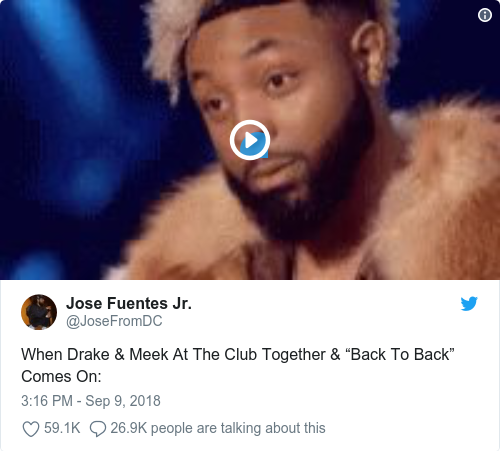 Jose Fuentes Jr.
@JoseFromDC
When Drake & Meek At The Club Together & “Back To Back”
Comes On:
3:16 PM - Sep 9, 2018
59.1K 26.9K people are talking about this